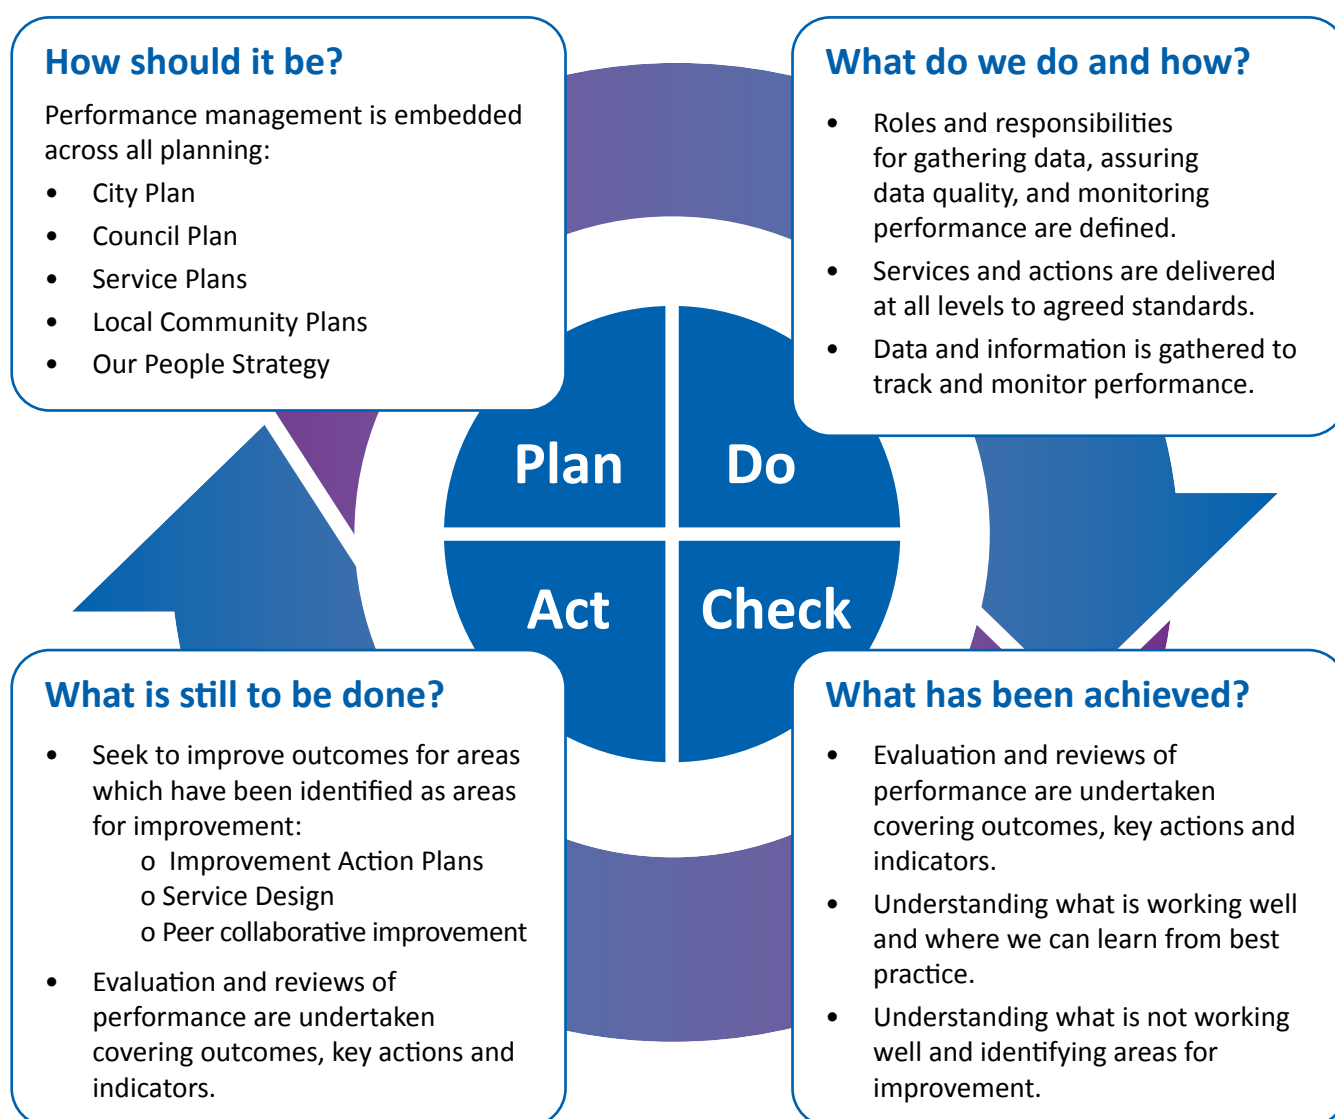 How should it be?
Performance management is embedded
across all planning:
• City Plan
• Council Plan
• Service Plans
• Local Community Plans
• Our People Strategy
What do we do and how?
• Roles and responsibilities
for gathering data, assuring
data quality, and monitoring
performance are defined.
• Services and actions are delivered
at all levels to agreed standards.
• Data and information is gathered to
track and monitor performance.
Plan
Do
Act
Check
What is still to be done?
• Seek to improve outcomes for areas
which have been identified as areas
for improvement:
o Improvement Action Plans
o Service Design
o Peer collaborative improvement
• Evaluation and reviews of
performance are undertaken
covering outcomes, key actions and
indicators.
What has been achieved?
• Evaluation and reviews of
performance are undertaken
covering outcomes, key actions and
indicators.
• Understanding what is working well
and where we can learn from best
practice.
• Understanding what is not working
well and identifying areas for
improvement.